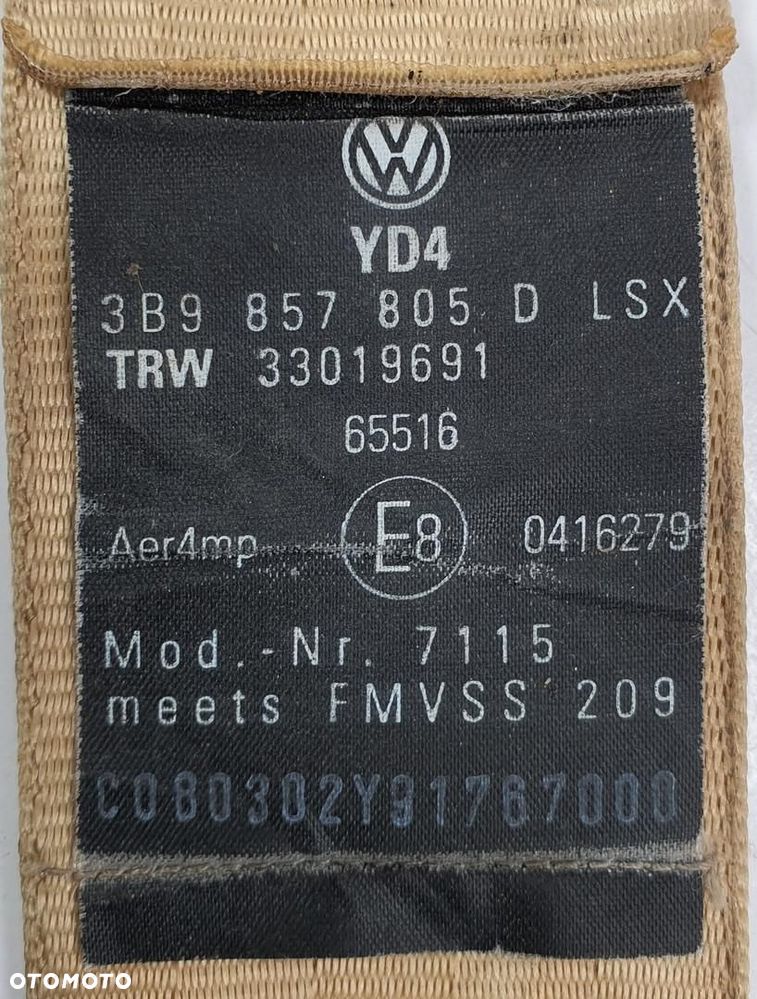 YD4
3B9 857 805 D LSX
TRW 33019691
65516
Aer4mp E8 0416279
Mod.-Nr. 7115
meets FMVSS 209
C080302Y91767000
OTOMOTO